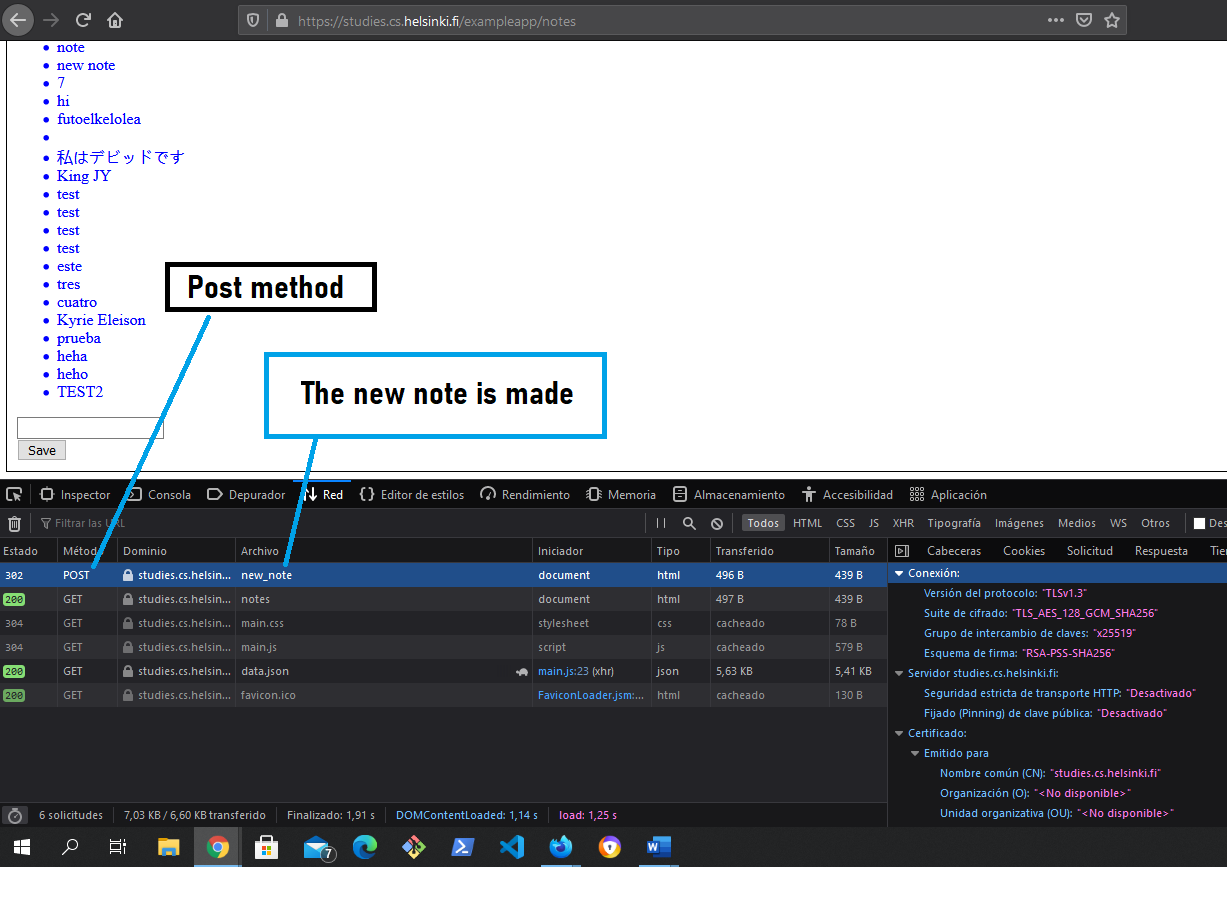 https://studies.cs.helsinki.fi/exampleapp/notes
note
new note
7
hi
futoelkelolea
私はデビッドです
King JY
test
test
test
test
este
tres
cuatro
Kyrie Eleison
prueba
heha
heho
TEST2
Post method
The new note is made
Save
Inspector Consola Depurador Red Editor de estilos Rendimiento Memoria Almacenamiento Accesibilidad Aplicación
Filtrar las URL Todos HTML CSS JS XHR Tipografía Imágenes Medios WS Otros Des
Estado Método Dominio Archivo Iniciador Tipo Transferido Tamaño Cabeceras Cookies Solicitud Respuesta Tie
302 POST studies.cs.helsin... new_note document html 496 B 439 B
200 GET studies.cs.helsin... notes document html 497 B 439 B
304 GET studies.cs.helsin... main.css stylesheet css cacheado 78 B
304 GET studies.cs.helsin... main.js script js cacheado 579 B
200 GET studies.cs.helsin... data.json main.js:23 (xhr) json 5,63 KB 5,41 KB
200 GET studies.cs.helsin... favicon.ico FaviconLoader.jsm:... html cacheado 130 B
Conexión:
Versión del protocolo: "TLSv1.3"
Suite de cifrado: "TLS_AES_128_GCM_SHA256"
Grupo de intercambio de claves: "x25519"
Esquema de firma: "RSA-PSS-SHA256"
Servidor studies.cs.helsinki.fi:
Seguridad estricta de transporte HTTP: "Desactivado"
Fijado (Pinning) de clave pública: "Desactivado"
Certificado:
Emitido para
Nombre común (CN): "studies.cs.helsinki.fi"
Organización (O): "<No disponible>"
Unidad organizativa (OU): "<No disponible>"
6 solicitudes 7,03 KB / 6,60 KB transferido Finalizado: 1,91 s DOMContentLoaded: 1,14 s load: 1,25 s
7 W